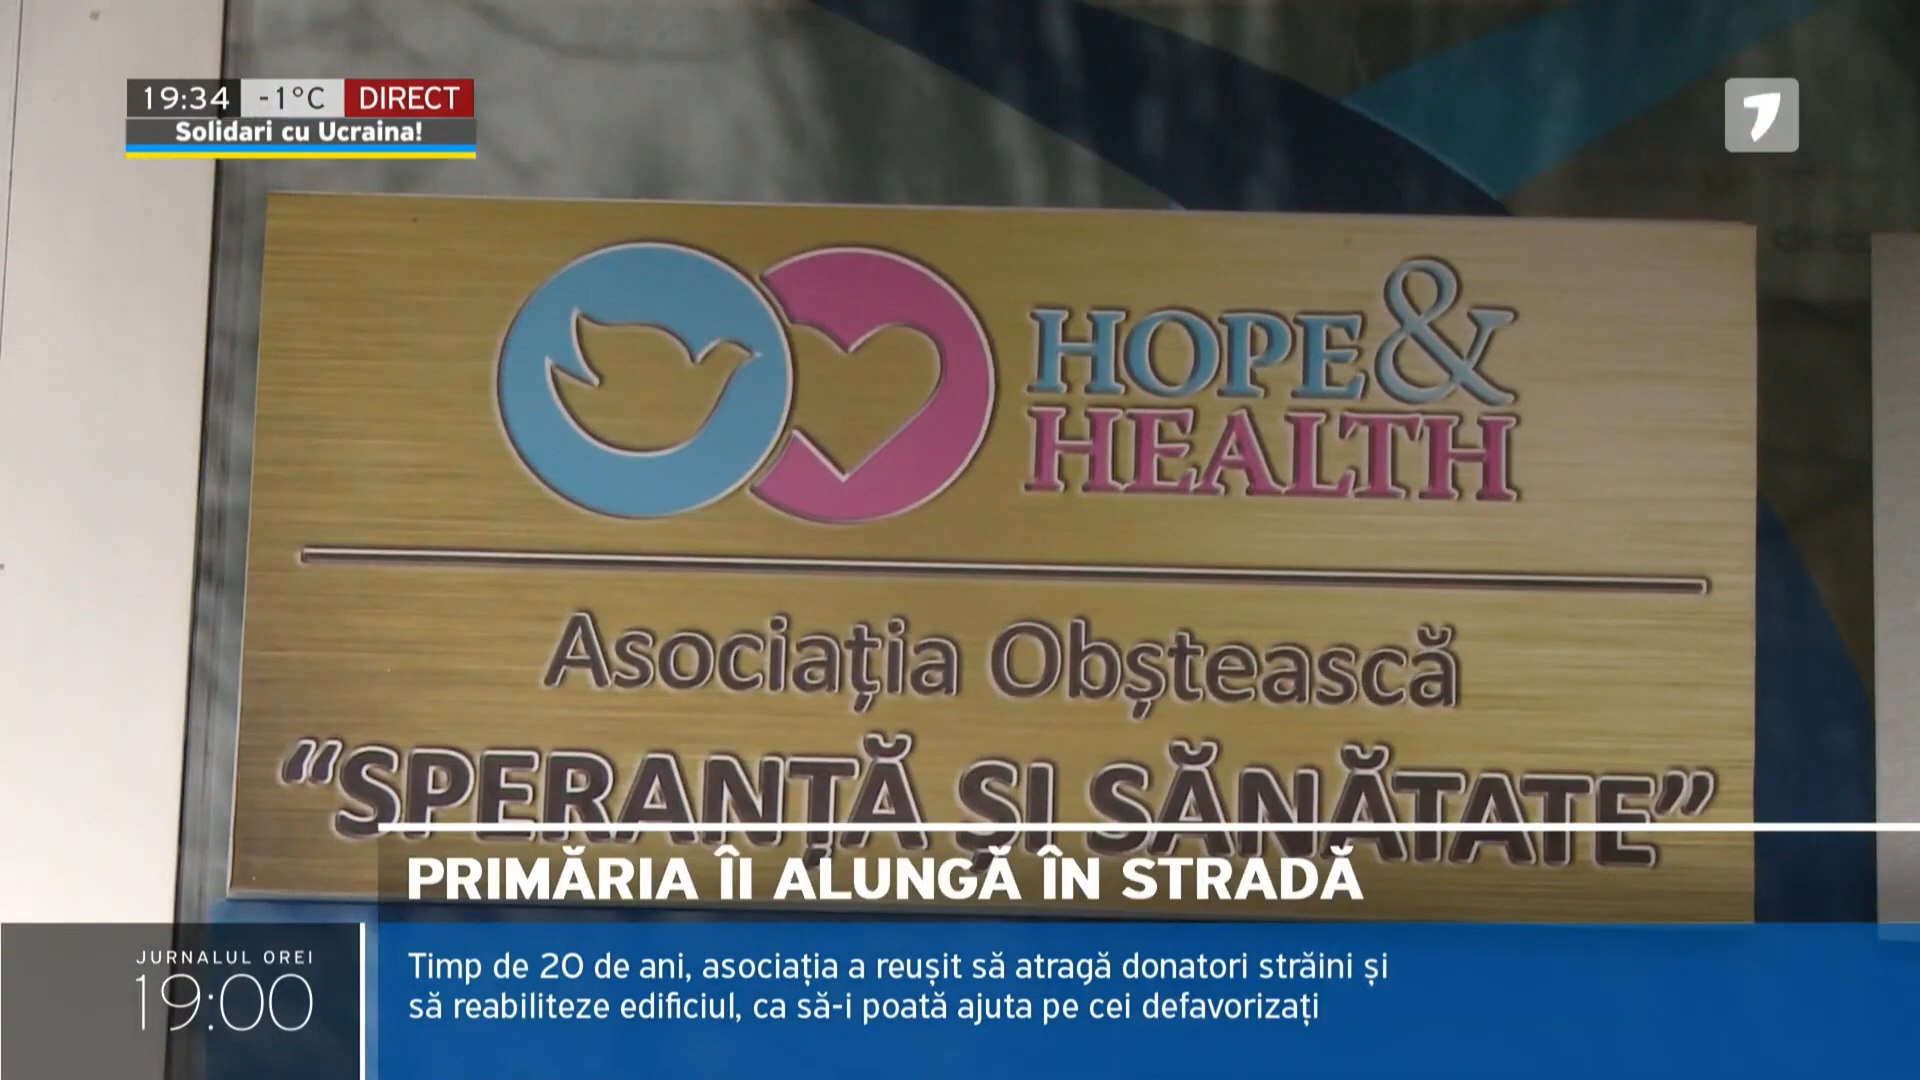 19:34 -1°C DIRECT
Solidari cu Ucraina!
HOPE&
HEALTH
Asociația Obștească
“SPERANȚĂ ȘI SĂNĂTATE”
PRIMĂRIA ÎI ALUNGĂ ÎN STRADĂ
JURNALUL OREI
19:00
Timp de 20 de ani, asociația a reușit să atragă donatori străini și
să reabiliteze edificiul, ca să-i poată ajuta pe cei defavorizați